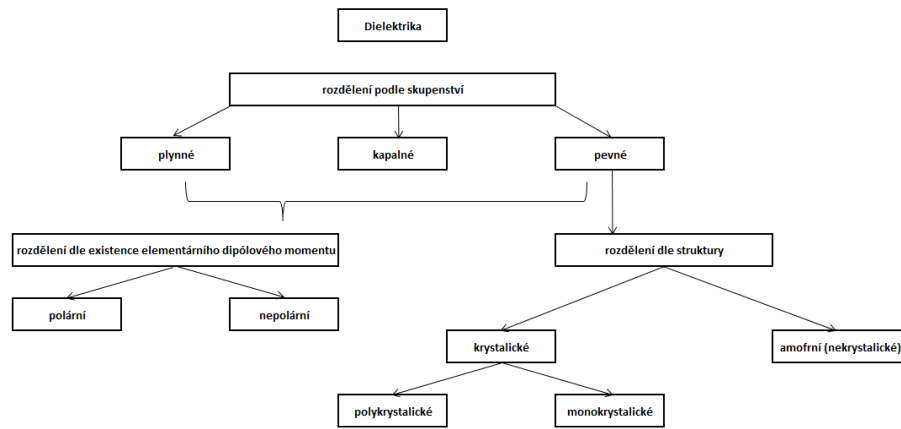 Dielektrika
rozdělení podle skupenství
plynné
kapalné
pevné
rozdělení dle existence elementárního dipólového momentu
rozdělení dle struktury
polární
nepolární
krystalické
amofrní (nekrystalické)
polykrystalické
monokrystalické